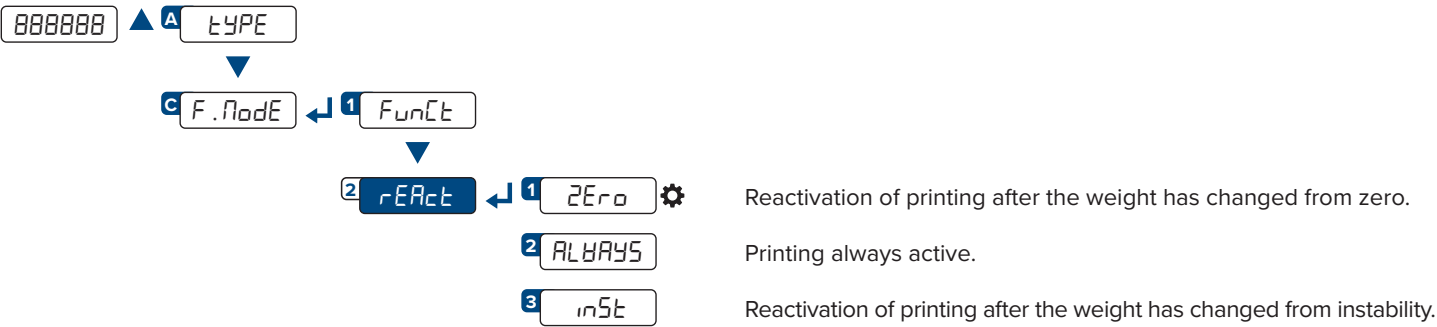 888888 A tYPE
C F.ModE 1 FunCt
2 rEAct 1 ZEro Reactivation of printing after the weight has changed from zero.
2 ALWAYS Printing always active.
3 inSt Reactivation of printing after the weight has changed from instability.